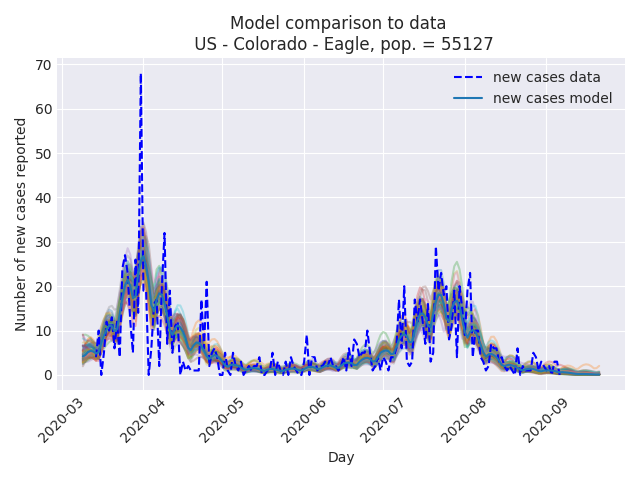 Model comparison to data
US - Colorado - Eagle, pop. = 55127
new cases data
new cases model
Number of new cases reported
70
60
50
40
30
20
10
0
2020-03
2020-04
2020-05
2020-06
2020-07
2020-08
2020-09
Day